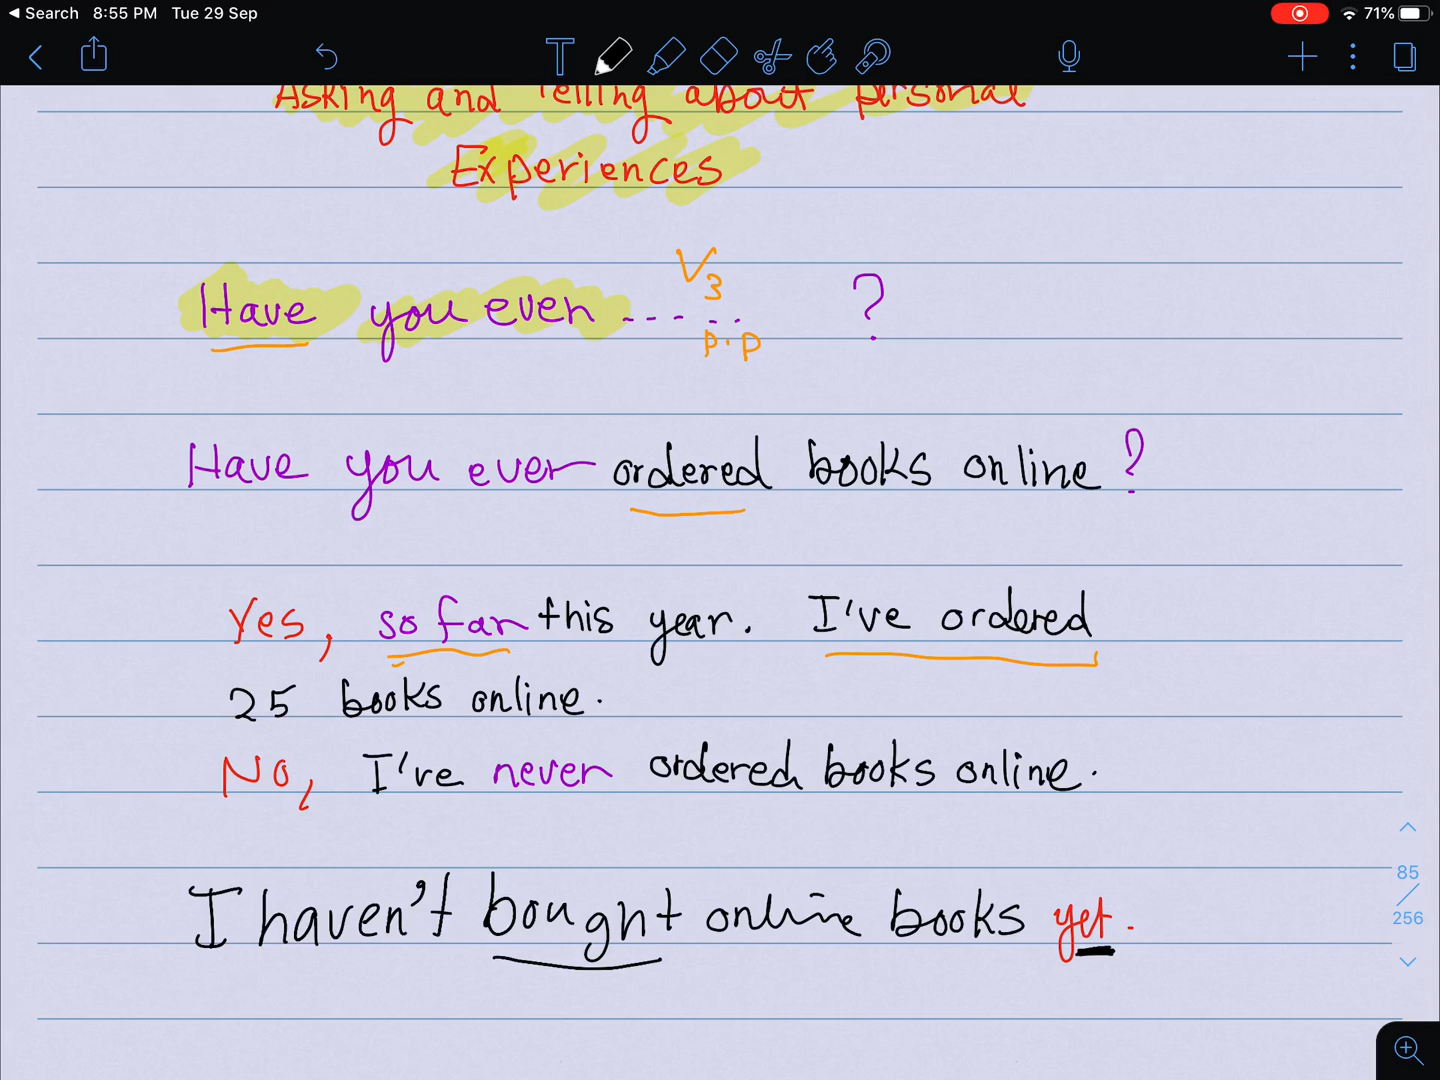 Search 8:55 PM Tue 29 Sep 71%
Asking and Telling about personal
Experiences
V3
Have you ever ...... ?
p.p
Have you ever ordered books online?
Yes, so far this year. I've ordered
25 books online.
No, I've never ordered books online.
85
256
I haven't bought online books yet.